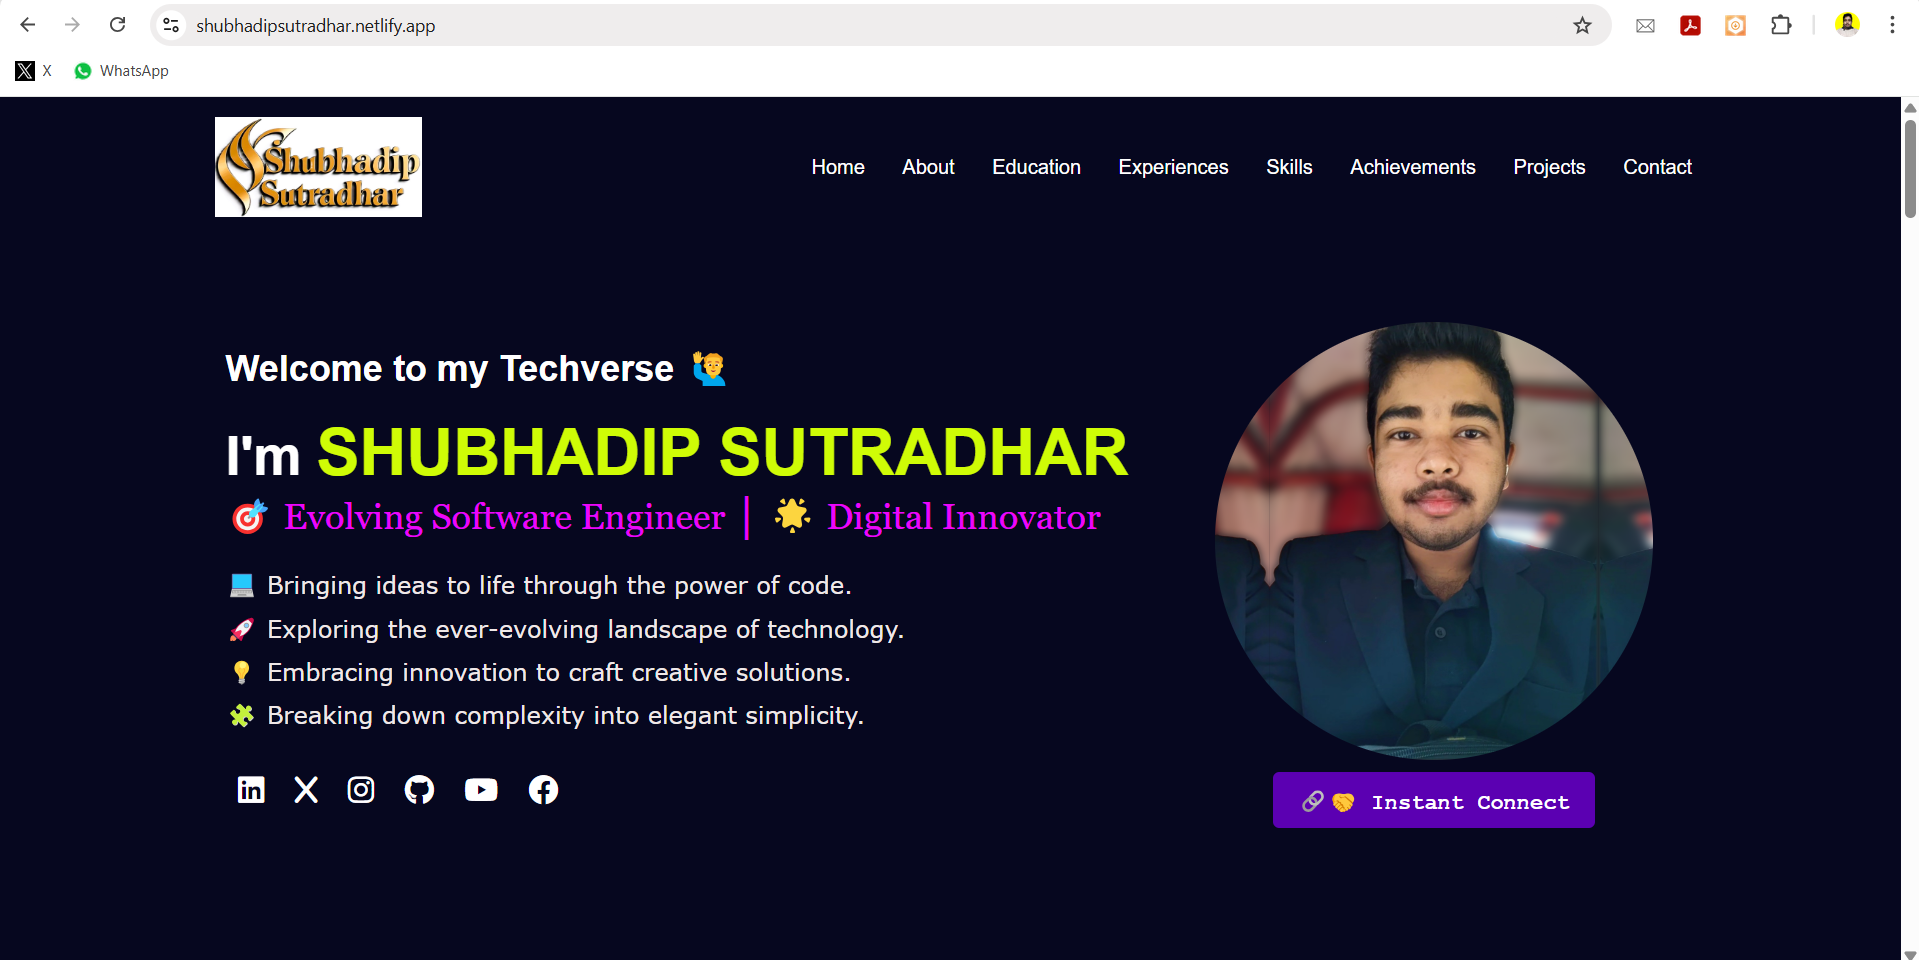 shubhadipsutradhar.netlify.app
X WhatsApp
Shubhadip
Sutradhar
Home About Education Experiences Skills Achievements Projects Contact
Welcome to my Techverse 🙋‍♂️
I'm SHUBHADIP SUTRADHAR
🎯 Evolving Software Engineer | 🌟 Digital Innovator
💻 Bringing ideas to life through the power of code.
🚀 Exploring the ever-evolving landscape of technology.
💡 Embracing innovation to craft creative solutions.
🧩 Breaking down complexity into elegant simplicity.
🔗🤝 Instant Connect